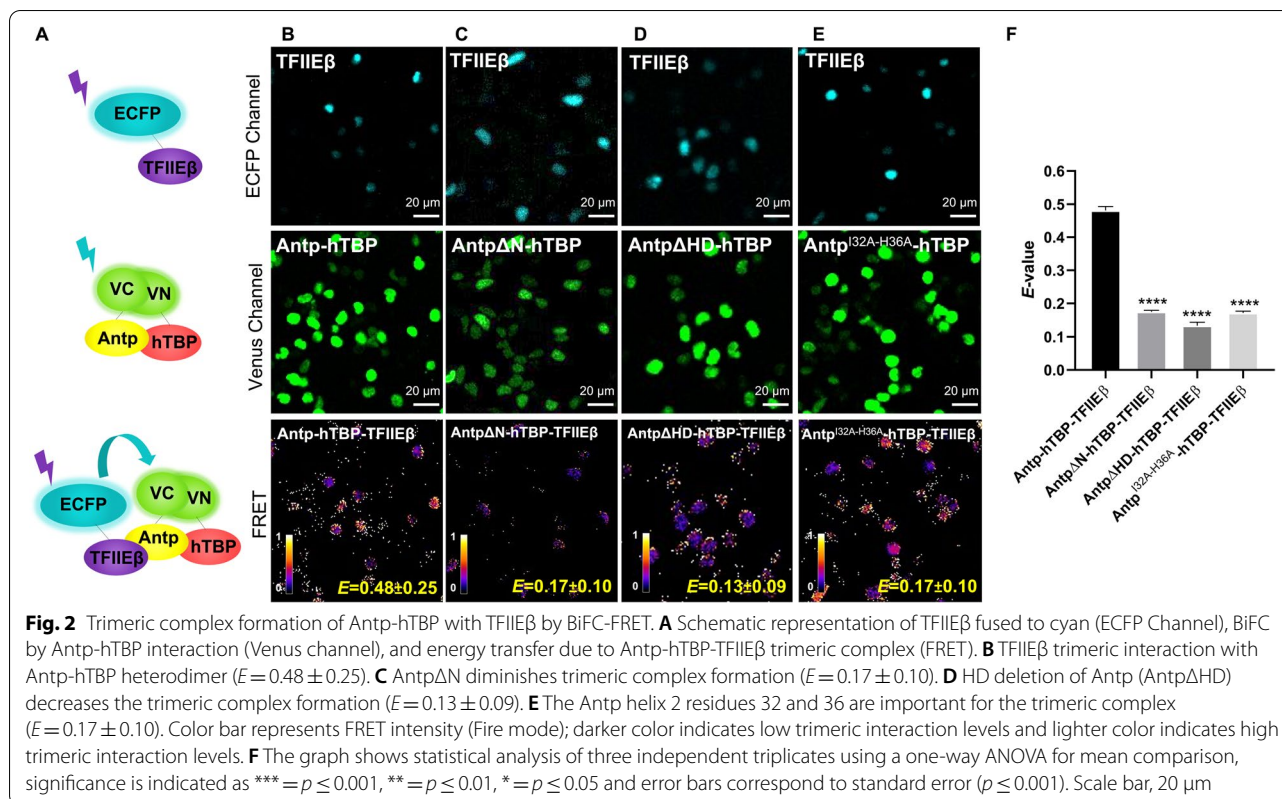 A
B
C
D
E
F
ECFP
TFIIEβ
VC
VN
Antp
hTBP
ECFP
VC
VN
Antp
TFIIEβ
hTBP
ECFP Channel
TFIIEβ
20 µm
TFIIEβ
20 µm
TFIIEβ
20 µm
TFIIEβ
20 µm
Venus Channel
Antp-hTBP
20 µm
AntpΔN-hTBP
20 µm
AntpΔHD-hTBP
20 µm
Antp^I32A-H36A-hTBP
20 µm
FRET
Antp-hTBP-TFIIEβ
1
0
E=0.48±0.25
AntpΔN-hTBP-TFIIEβ
1
0
E=0.17±0.10
AntpΔHD-hTBP-TFIIEβ
1
0
E=0.13±0.09
Antp^I32A-H36A-hTBP-TFIIEβ
1
0
E=0.17±0.10
E-value
0.6
0.5
0.4
0.3
0.2
0.1
0.0
****
****
****
Antp-hTBP-TFIIEβ
AntpΔN-hTBP-TFIIEβ
AntpΔHD-hTBP-TFIIEβ
Antp^I32A-H36A-hTBP-TFIIEβ
Fig. 2 Trimeric complex formation of Antp-hTBP with TFIIEβ by BiFC-FRET. A Schematic representation of TFIIEβ fused to cyan (ECFP Channel), BiFC
by Antp-hTBP interaction (Venus channel), and energy transfer due to Antp-hTBP-TFIIEβ trimeric complex (FRET). B TFIIEβ trimeric interaction with
Antp-hTBP heterodimer (E = 0.48 ± 0.25). C AntpΔN diminishes trimeric complex formation (E = 0.17 ± 0.10). D HD deletion of Antp (AntpΔHD)
decreases the trimeric complex formation (E = 0.13 ± 0.09). E The Antp helix 2 residues 32 and 36 are important for the trimeric complex
(E = 0.17 ± 0.10). Color bar represents FRET intensity (Fire mode); darker color indicates low trimeric interaction levels and lighter color indicates high
trimeric interaction levels. F The graph shows statistical analysis of three independent triplicates using a one-way ANOVA for mean comparison,
significance is indicated as *** = p ≤ 0.001, ** = p ≤ 0.01, * = p ≤ 0.05 and error bars correspond to standard error (p ≤ 0.001). Scale bar, 20 µm